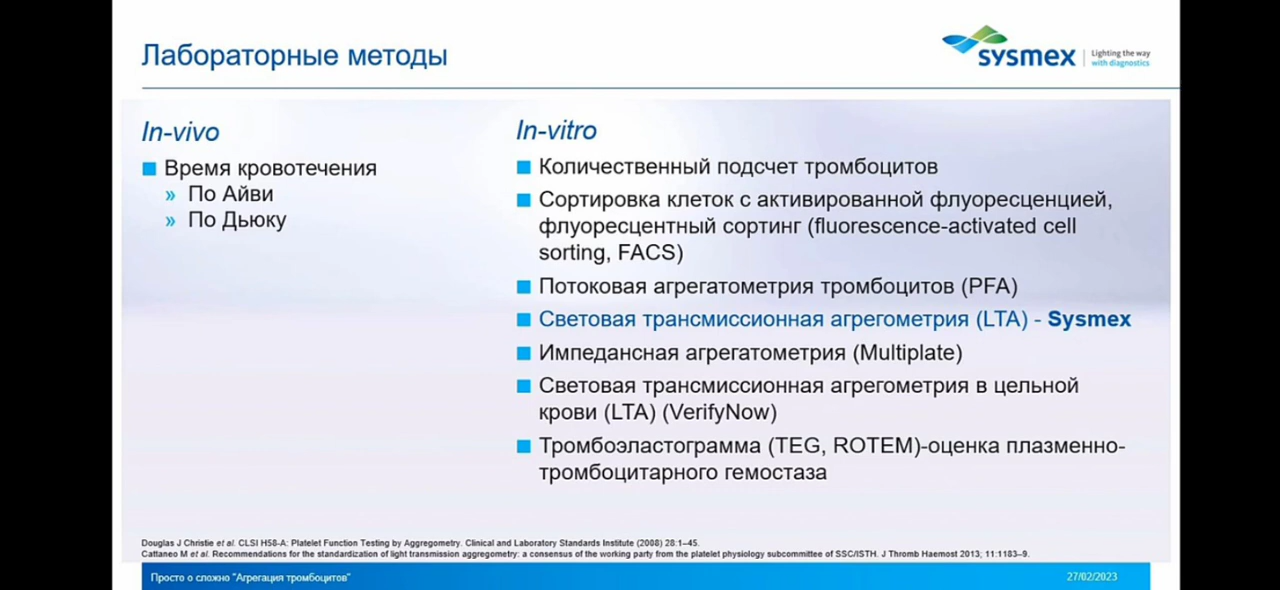 Лабораторные методы
sysmex
Lighting the way
with diagnostics
In-vivo
Время кровотечения
» По Айви
» По Дьюку
In-vitro
Количественный подсчет тромбоцитов
Сортировка клеток с активированной флуоресценцией,
флуоресцентный сортинг (fluorescence-activated cell
sorting, FACS)
Потоковая агрегатометрия тромбоцитов (PFA)
Световая трансмиссионная агрегометрия (LTA) - Sysmex
Импедансная агрегатометрия (Multiplate)
Световая трансмиссионная агрегометрия в цельной
крови (LTA) (VerifyNow)
Тромбоэластограмма (TEG, ROTEM)-оценка плазменно-
тромбоцитарного гемостаза
Douglas J Christie et al. CLSI H58-A: Platelet Function Testing by Aggregometry. Clinical and Laboratory Standards Institute (2008) 28:1–45.
Cattaneo M et al. Recommendations for the standardization of light transmission aggregometry: a consensus of the working party from the platelet physiology subcommittee of SSC/ISTH. J Thromb Haemost 2013; 11:1183–9.
Просто о сложно "Агрегация тромбоцитов"
27/02/2023